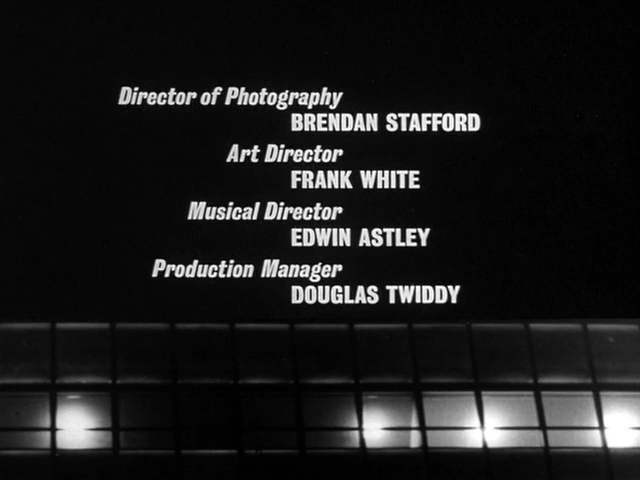 Director of Photography
BRENDAN STAFFORD
Art Director
FRANK WHITE
Musical Director
EDWIN ASTLEY
Production Manager
DOUGLAS TWIDDY